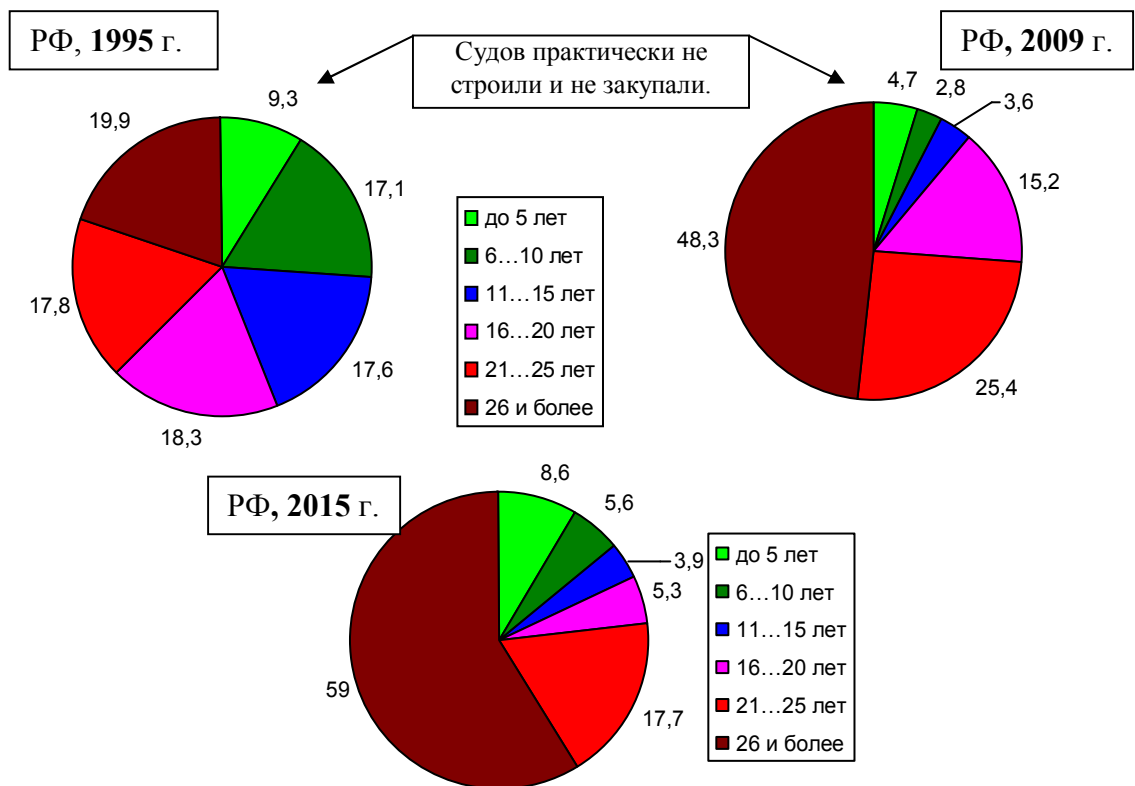 РФ, 1995 г.
Судов практически не
строили и не закупали.
РФ, 2009 г.
9,3
17,1
17,6
18,3
17,8
19,9
до 5 лет
6...10 лет
11...15 лет
16...20 лет
21...25 лет
26 и более
4,7
2,8
3,6
15,2
25,4
48,3
РФ, 2015 г.
8,6
5,6
3,9
5,3
17,7
59
до 5 лет
6...10 лет
11...15 лет
16...20 лет
21...25 лет
26 и более